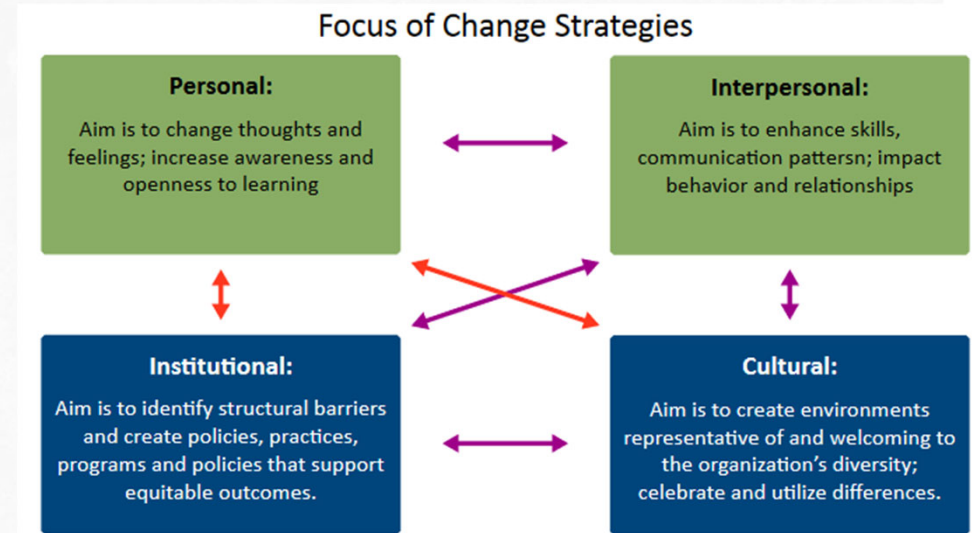 Focus of Change Strategies
Personal:
Aim is to change thoughts and
feelings; increase awareness and
openness to learning
Interpersonal:
Aim is to enhance skills,
communication pattersn; impact
behavior and relationships
Institutional:
Aim is to identify structural barriers
and create policies, practices,
programs and policies that support
equitable outcomes.
Cultural:
Aim is to create environments
representative of and welcoming to
the organization’s diversity;
celebrate and utilize differences.